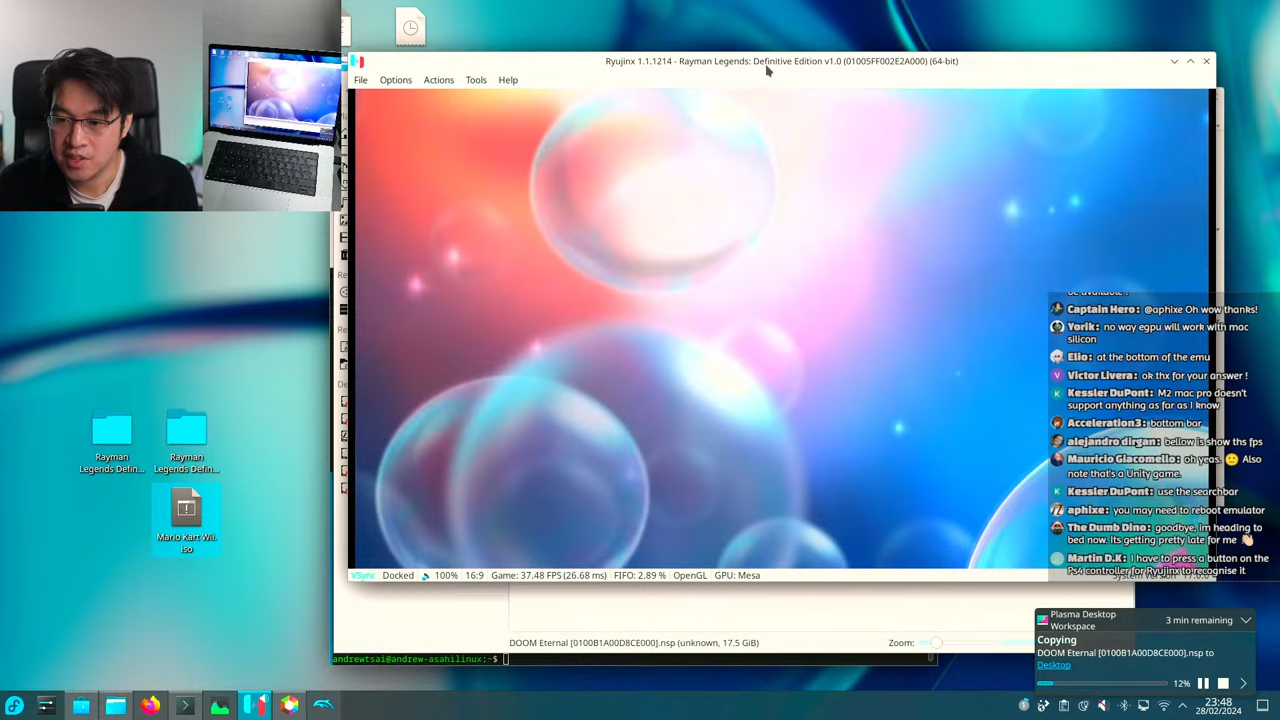 Ryujinx 1.1.1214 - Rayman Legends: Definitive Edition v1.0 (01005FF002E2A000) (64-bit)
File Options Actions Tools Help
Captain Hero: @aphixe Oh wow thanks!
Yorik: no way egpu will work with mac
silicon
Elio: at the bottom of the emu
Victor Livera: ok thx for your answer !
Kessler DuPont: M2 mac pro doesn't
support anything as far as I know
Acceleration3: bottom bar
alejandro dirgan: bellow is show ths fps
Mauricio Giacomello: oh yeas. 🙂 Also
note that's a Unity game.
Kessler DuPont: use the searchbar
aphixe: you may need to reboot emulator
The Dumb Dino: goodbye, im heading to
bed now. Its getting pretty late for me 👋🏻
Martin D.K: I have to press a button on the
Ps4 controller for Ryujinx to recognise it
Rayman
Legends Defin...
Rayman
Legends Defin...
Mario Kart Wii.
iso
VSync Docked 100% 16:9 Game: 37.48 FPS (26.68 ms) FIFO: 2.89 % OpenGL GPU: Mesa
DOOM Eternal [0100B1A00D8CE000].nsp (unknown, 17.5 GiB) Zoom:
andrewtsai@andrew-asahilinux:~$
Plasma Desktop
Workspace
3 min remaining
Copying
DOOM Eternal [0100B1A00D8CE000].nsp to
Desktop
12%
23:48
28/02/2024